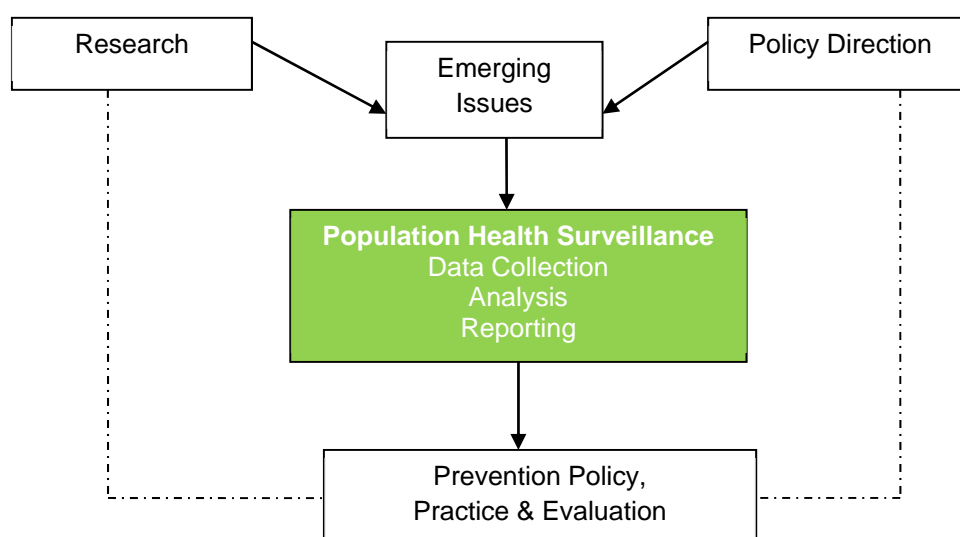 Research
Policy Direction
Emerging
Issues
Population Health Surveillance
Data Collection
Analysis
Reporting
Prevention Policy,
Practice & Evaluation